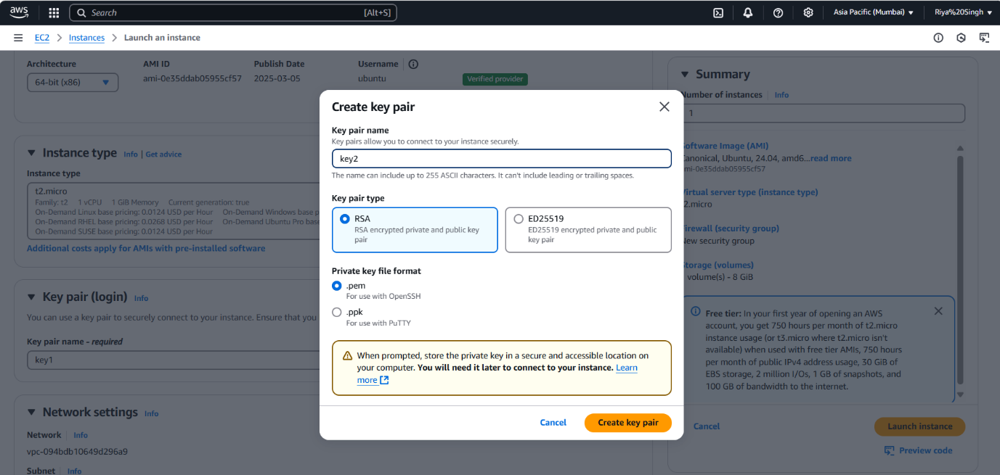 aws
Search
[Alt+S]
Asia Pacific (Mumbai)
Riya%20Singh
EC2
Instances
Launch an instance
Architecture
64-bit (x86)
AMI ID
ami-0e35ddab05955cf57
Publish Date
2025-03-05
Username
ubuntu
Verified provider
Instance type
Info | Get advice
Instance type
t2.micro
Family: t2 1 vCPU 1 GiB Memory Current generation: true
On-Demand Linux base pricing: 0.0124 USD per Hour On-Demand Windows base p
On-Demand RHEL base pricing: 0.0268 USD per Hour On-Demand Ubuntu Pro base
On-Demand SUSE base pricing: 0.0124 USD per Hour
Additional costs apply for AMIs with pre-installed software
Key pair (login)
Info
You can use a key pair to securely connect to your instance. Ensure that you
Key pair name - required
key1
Network settings
Info
Network
Info
vpc-094bdb10649d296a9
Subnet
Info
Create key pair
Key pair name
Key pairs allow you to connect to your instance securely.
key2
The name can include up to 255 ASCII characters. It can't include leading or trailing spaces.
Key pair type
RSA
RSA encrypted private and public key
pair
ED25519
ED25519 encrypted private and public
key pair
Private key file format
.pem
For use with OpenSSH
.ppk
For use with PuTTY
When prompted, store the private key in a secure and accessible location on
your computer. You will need it later to connect to your instance. Learn
more
Cancel
Create key pair
Summary
Number of instances
Info
1
Software Image (AMI)
Canonical, Ubuntu, 24.04, amd6...read more
ami-0e35ddab05955cf57
Virtual server type (instance type)
t2.micro
Firewall (security group)
New security group
Storage (volumes)
volume(s) - 8 GiB
Free tier: In your first year of opening an AWS
account, you get 750 hours per month of t2.micro
instance usage (or t3.micro where t2.micro isn't
available) when used with free tier AMIs, 750 hours
per month of public IPv4 address usage, 30 GiB of
EBS storage, 2 million I/Os, 1 GB of snapshots, and
100 GB of bandwidth to the internet.
Cancel
Launch instance
Preview code